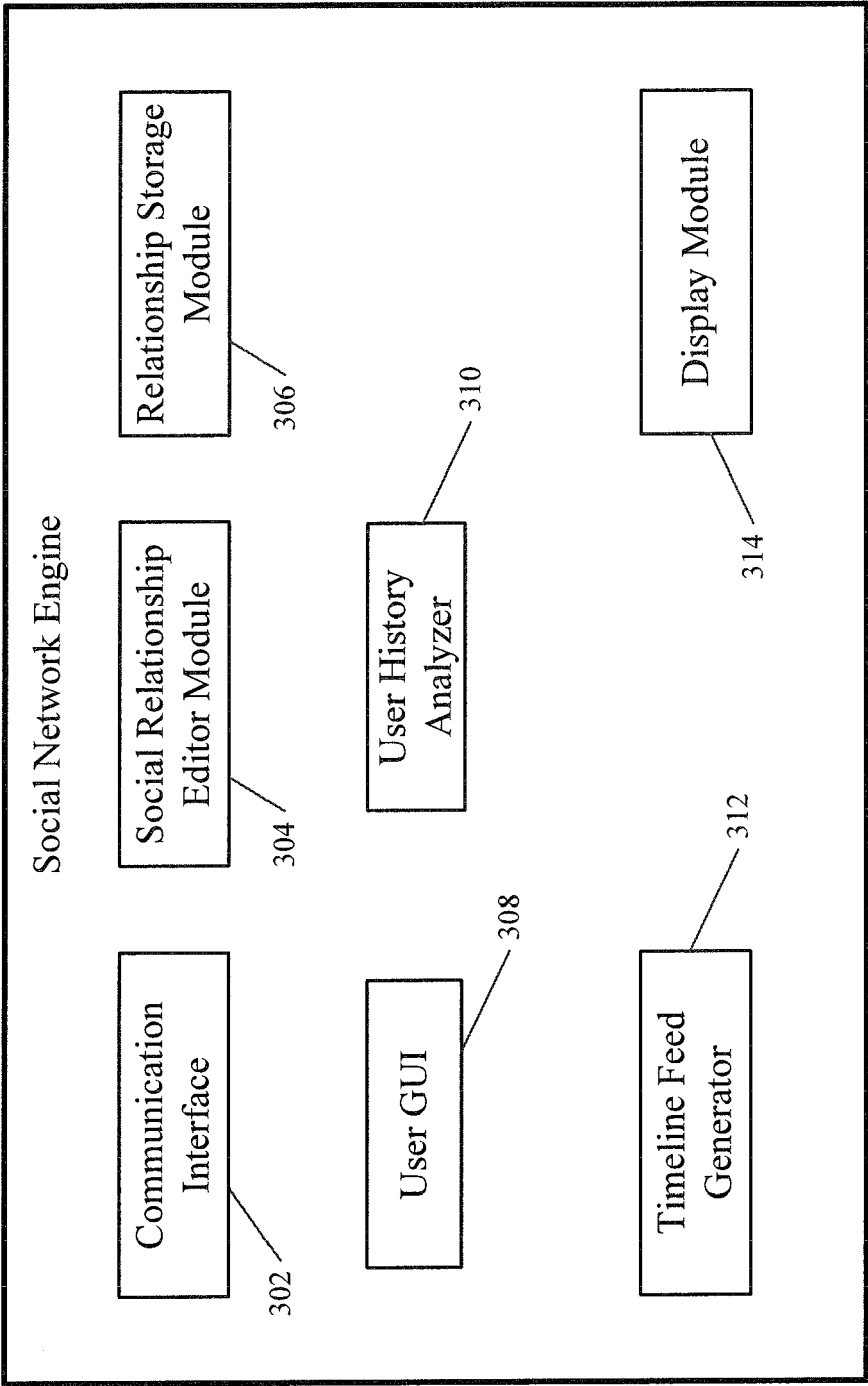 Social Network Engine
Communication
Interface
302
Social Relationship
Editor Module
304
Relationship Storage
Module
306
User GUI
308
User History
Analyzer
310
Timeline Feed
Generator
312
Display Module
314